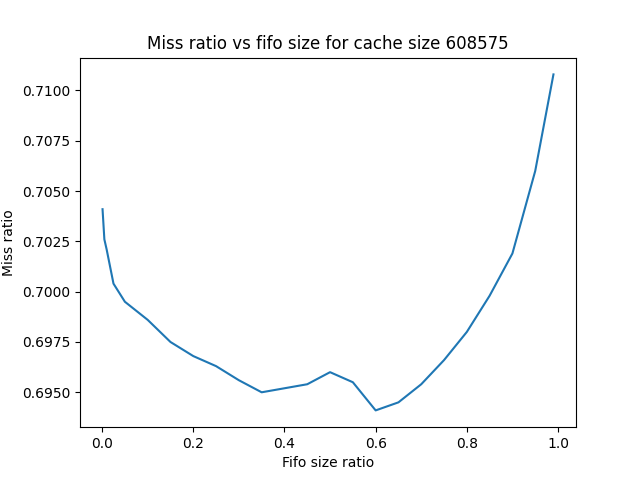 Miss ratio vs fifo size for cache size 608575
0.7100
0.7075
0.7050
0.7025
0.7000
0.6975
0.6950
Miss ratio
0.0 0.2 0.4 0.6 0.8 1.0
Fifo size ratio